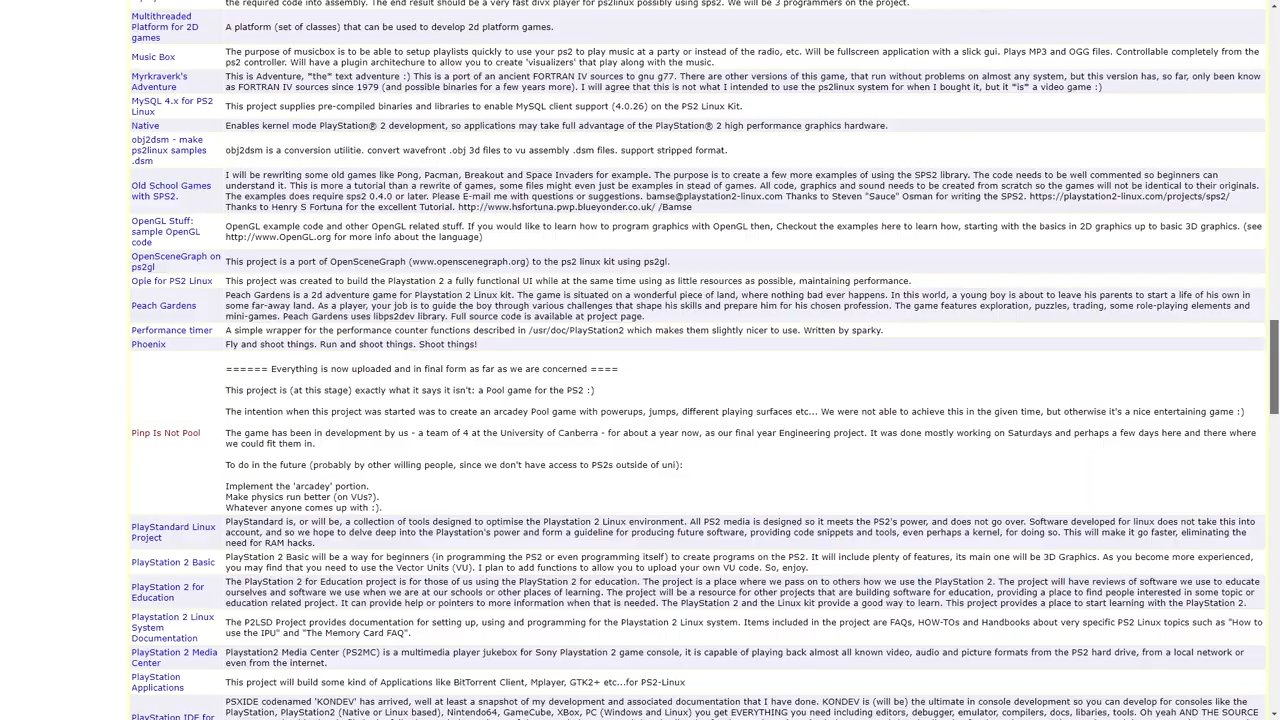 the required code into assembly. The end result should be a very fast divx player for ps2linux possibly using sps2. We will be 3 programmers on the project.
Multithreaded
Platform for 2D
games
A platform (set of classes) that can be used to develop 2d platform games.
Music Box
The purpose of musicbox is to be able to setup playlists quickly to use your ps2 to play music at a party or instead of the radio, etc. Will be fullscreen application with a slick gui. Plays MP3 and OGG files. Controllable completely from the
ps2 controller. Will have a plugin architechure to allow you to create 'visualizers' that play along with the music.
Myrkraverk's
Adventure
This is Adventure, *the* text adventure :) This is a port of an ancient FORTRAN IV sources to gnu g77. There are other versions of this game, that run without problems on almost any system, but this version has, so far, only been know
as FORTRAN IV sources since 1979 (and possible binaries for a few years more). I will agree that this is not what I intended to use the ps2linux system for when I bought it, but it *is* a video game :)
MySQL 4.x for PS2
Linux
This project supplies pre-compiled binaries and libraries to enable MySQL client support (4.0.26) on the PS2 Linux Kit.
Native
Enables kernel mode PlayStation® 2 development, so applications may take full advantage of the PlayStation® 2 high performance graphics hardware.
obj2dsm - make
ps2linux samples
.dsm
obj2dsm is a conversion utilitie. convert wavefront .obj 3d files to vu assembly .dsm files. support stripped format.
Old School Games
with SPS2.
I will be rewriting some old games like Pong, Pacman, Breakout and Space Invaders for example. The purpose is to create a few more examples of using the SPS2 library. The code needs to be well commented so beginners can
understand it. This is more a tutorial than a rewrite of games, some files might even just be examples in stead of games. All code, graphics and sound needs to be created from scratch so the games will not be identical to their originals.
The examples does require sps2 0.4.0 or later. Please E-mail me with questions or suggestions. bamse@playstation2-linux.com Thanks to Steven "Sauce" Osman for writing the SPS2. https://playstation2-linux.com/projects/sps2/
Thanks to Henry S Fortuna for the excellent Tutorial. http://www.hsfortuna.pwp.blueyonder.co.uk/ /Bamse
OpenGL Stuff:
sample OpenGL
code
OpenGL example code and other OpenGL related stuff. If you would like to learn how to program graphics with OpenGL then, Checkout the examples here to learn how, starting with the basics in 2D graphics up to basic 3D graphics. (see
http://www.OpenGL.org for more info about the language)
OpenSceneGraph on
ps2gl
This project is a port of OpenSceneGraph (www.openscenegraph.org) to the ps2 linux kit using ps2gl.
Opie for PS2 Linux
This project was created to build the Playstation 2 a fully functional UI while at the same time using as little resources as possible, maintaining performance.
Peach Gardens
Peach Gardens is a 2d adventure game for Playstation 2 Linux kit. The game is situated on a wonderful piece of land, where nothing bad ever happens. In this world, a young boy is about to leave his parents to start a life of his own in
some far-away land. As a player, your job is to guide the boy through various challenges that shape his skills and prepare him for his chosen profession. The game features exploration, puzzles, trading, some role-playing elements and
mini-games. Peach Gardens uses libps2dev library. Full source code is available at project page.
Performance timer
A simple wrapper for the performance counter functions described in /usr/doc/PlayStation2 which makes them slightly nicer to use. Written by sparky.
Phoenix
Fly and shoot things. Run and shoot things. Shoot things!
====== Everything is now uploaded and in final form as far as we are concerned ====
This project is (at this stage) exactly what it says it isn't: a Pool game for the PS2 :)
The intention when this project was started was to create an arcadey Pool game with powerups, jumps, different playing surfaces etc... We were not able to achieve this in the given time, but otherwise it's a nice entertaining game :)
Pinp Is Not Pool
The game has been in development by us - a team of 4 at the University of Canberra - for about a year now, as our final year Engineering project. It was done mostly working on Saturdays and perhaps a few days here and there where
we could fit them in.
To do in the future (probably by other willing people, since we don't have access to PS2s outside of uni):
Implement the 'arcadey' portion.
Make physics run better (on VUs?).
Whatever anyone comes up with :).
PlayStandard Linux
Project
PlayStandard is, or will be, a collection of tools designed to optimise the Playstation 2 Linux environment. All PS2 media is designed so it meets the PS2's power, and does not go over. Software developed for linux does not take this into
account, and so we hope to delve deep into the Playstation's power and form a guideline for producing future software, providing code snippets and tools, even perhaps a kernel, for doing so. This will make it go faster, eliminating the
need for RAM hacks.
PlayStation 2 Basic
PlayStation 2 Basic will be a way for beginners (in programming the PS2 or even programming itself) to create programs on the PS2. It will include plenty of features, its main one will be 3D Graphics. As you become more experienced,
you may find that you need to use the Vector Units (VU). I plan to add functions to allow you to upload your own VU code. So, enjoy.
PlayStation 2 for
Education
The PlayStation 2 for Education project is for those of us using the PlayStation 2 for education. The project is a place where we pass on to others how we use the PlayStation 2. The project will have reviews of software we use to educate
ourselves and software we use when we are at our schools or other places of learning. The project will be a resource for other projects that are building software for education, providing a place to find people interested in some topic or
education related project. It can provide help or pointers to more information when that is needed. The PlayStation 2 and the Linux kit provide a good way to learn. This project provides a place to start learning with the PlayStation 2.
Playstation 2 Linux
System
Documentation
The P2LSD Project provides documentation for setting up, using and programming for the Playstation 2 Linux system. Items included in the project are FAQs, HOW-TOs and Handbooks about very specific PS2 Linux topics such as "How to
use the IPU" and "The Memory Card FAQ".
PlayStation 2 Media
Center
Playstation2 Media Center (PS2MC) is a multimedia player jukebox for Sony Playstation 2 game console, it is capable of playing back almost all known video, audio and picture formats from the PS2 hard drive, from a local network or
even from the internet.
PlayStation
Applications
This project will build some kind of Applications like BitTorrent Client, Mplayer, GTK2+ etc...for PS2-Linux
PlayStation IDE for
PSXIDE codenamed 'KONDEV' has arrived, well at least a snapshot of my development and associated documentation that I have done. KONDEV is (will be) the ultimate in console development so you can develop for consoles like the
PlayStation, PlayStation2 (Native or Linux based), Nintendo64, GameCube, XBox, PC (Windows and Linux) you get EVERYTHING you need including editors, debugger, emulator, compilers, docs, libaries, tools. Oh yeah AND THE SOURCE